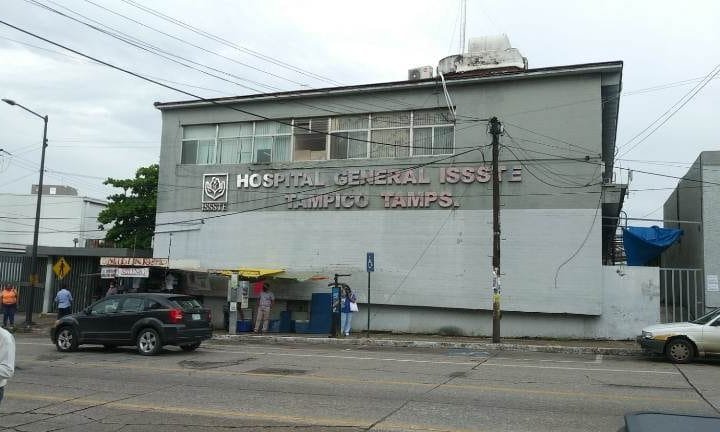 HOSPITAL GENERAL ISSSTE
TAMPICO TAMPS.
ISSSTE